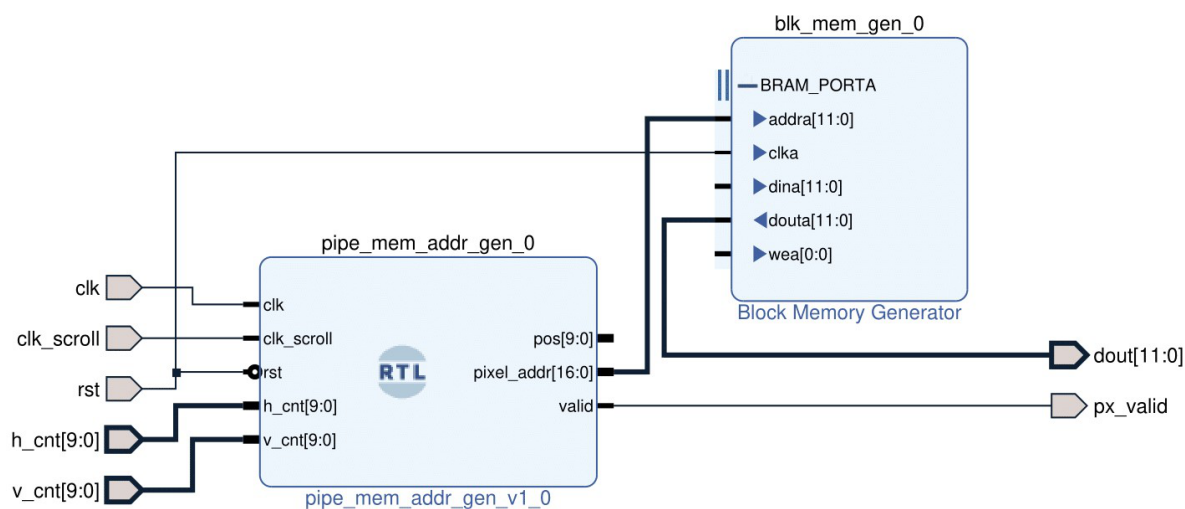 blk_mem_gen_0
BRAM_PORTA
addra[11:0]
clka
dina[11:0]
douta[11:0]
wea[0:0]
Block Memory Generator
pipe_mem_addr_gen_0
clk
clk_scroll
rst
h_cnt[9:0]
v_cnt[9:0]
clk
clk_scroll
rst
h_cnt[9:0]
v_cnt[9:0]
RTL
pos[9:0]
pixel_addr[16:0]
valid
pipe_mem_addr_gen_v1_0
dout[11:0]
px_valid